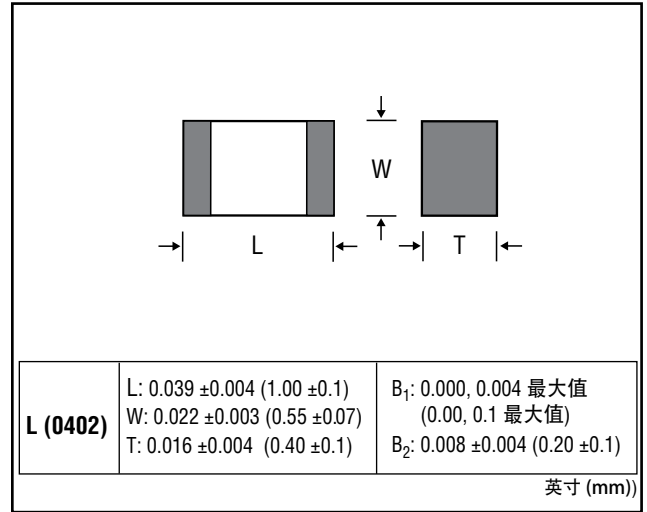 W
L
T
L (0402)
L: 0.039 ±0.004 (1.00 ±0.1)
W: 0.022 ±0.003 (0.55 ±0.07)
T: 0.016 ±0.004 (0.40 ±0.1)
B₁: 0.000, 0.004 最大值
(0.00, 0.1 最大值)
B₂: 0.008 ±0.004 (0.20 ±0.1)
英寸 (mm))